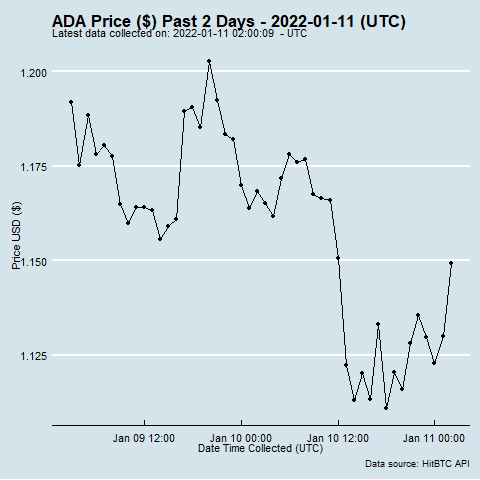 ADA Price ($) Past 2 Days - 2022-01-11 (UTC)
Latest data collected on: 2022-01-11 02:00:09  - UTC
1.200
1.175
1.150
1.125
Price USD ($)
Jan 09 12:00 Jan 10 00:00 Jan 10 12:00 Jan 11 00:00
Date Time Collected (UTC)
Data source: HitBTC API